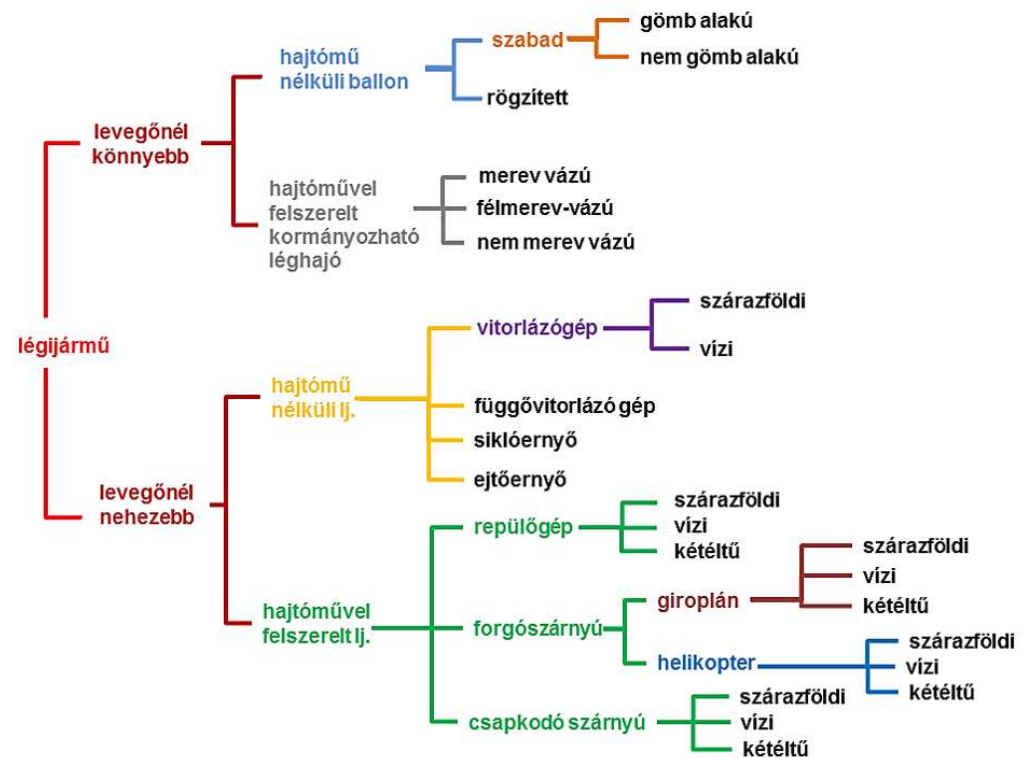 légijármű
levegőnél
könnyebb
hajtómű
nélküli ballon
szabad
gömb alakú
nem gömb alakú
rögzített
hajtóművel
felszerelt
kormányozható
léghajó
merev vázú
félmerev-vázú
nem merev vázú
levegőnél
nehezebb
hajtómű
nélküli lj.
vitorlázógép
szárazföldi
vízi
függővitorlázó gép
siklóernyő
ejtőernyő
hajtóművel
felszerelt lj.
repülőgép
szárazföldi
vízi
kétéltű
forgószárnyú
giroplán
szárazföldi
vízi
kétéltű
helikopter
szárazföldi
vízi
kétéltű
csapkodó szárnyú
szárazföldi
vízi
kétéltű